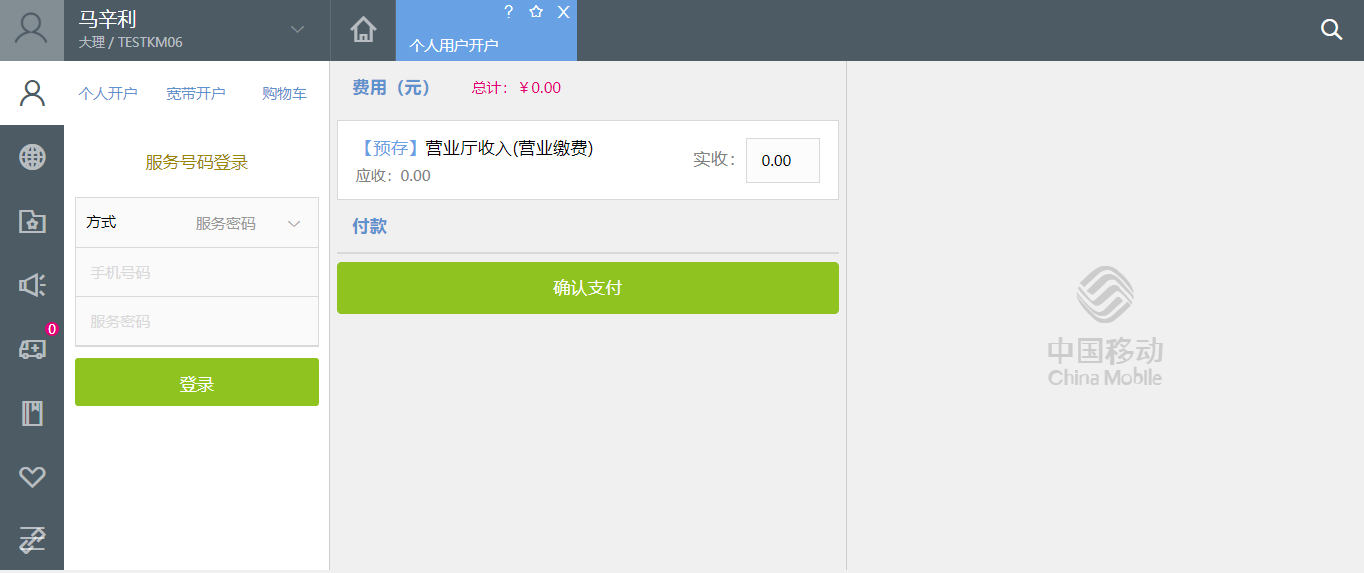 马辛利
大理 / TESTKM06
? X
个人用户开户
个人开户 宽带开户 购物车
服务号码登录
方式 服务密码
手机号码
服务密码
登录
0
费用（元） 总计：￥0.00
【预存】营业厅收入(营业缴费)
应收：0.00
实收： 0.00
付款
确认支付
中国移动
China Mobile